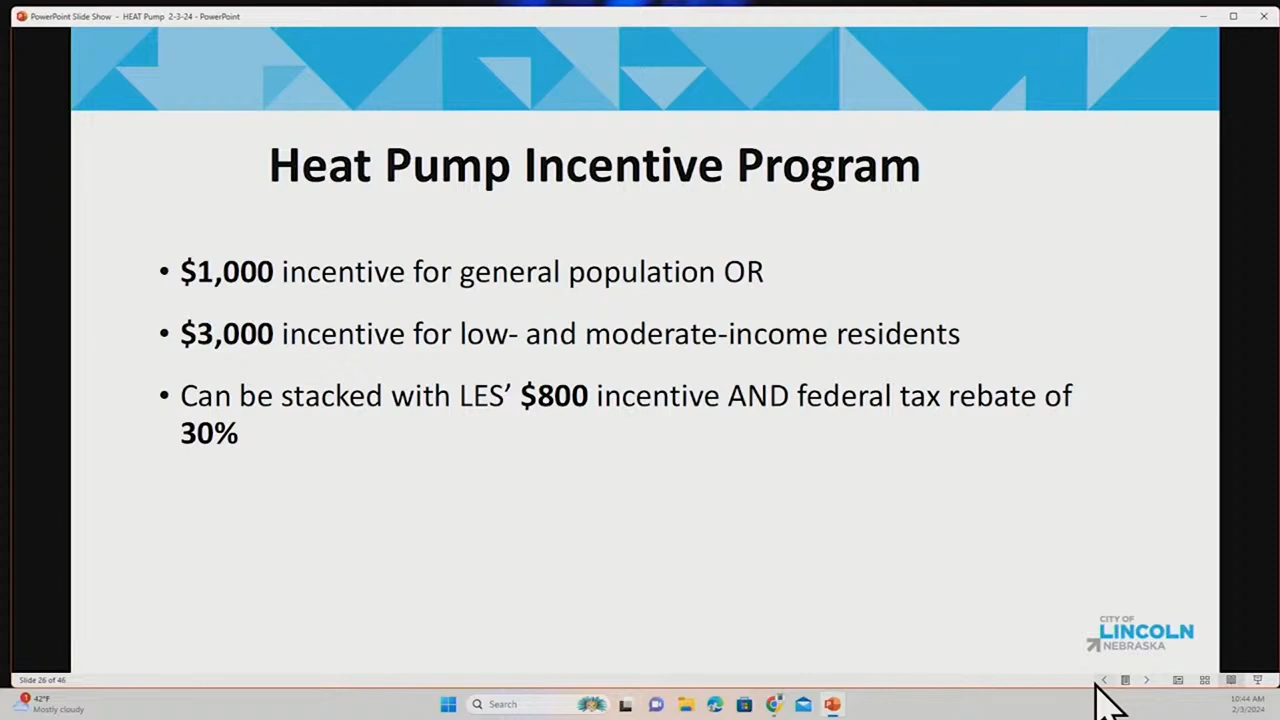 PowerPoint Slide Show - HEAT Pump 2-3-24 - PowerPoint
Heat Pump Incentive Program
• $1,000 incentive for general population OR
• $3,000 incentive for low- and moderate-income residents
• Can be stacked with LES’ $800 incentive AND federal tax rebate of
30%
CITY OF
LINCOLN
NEBRASKA
Slide 26 of 46
1
42°F
Mostly cloudy
Search
10:44 AM
2/3/2024